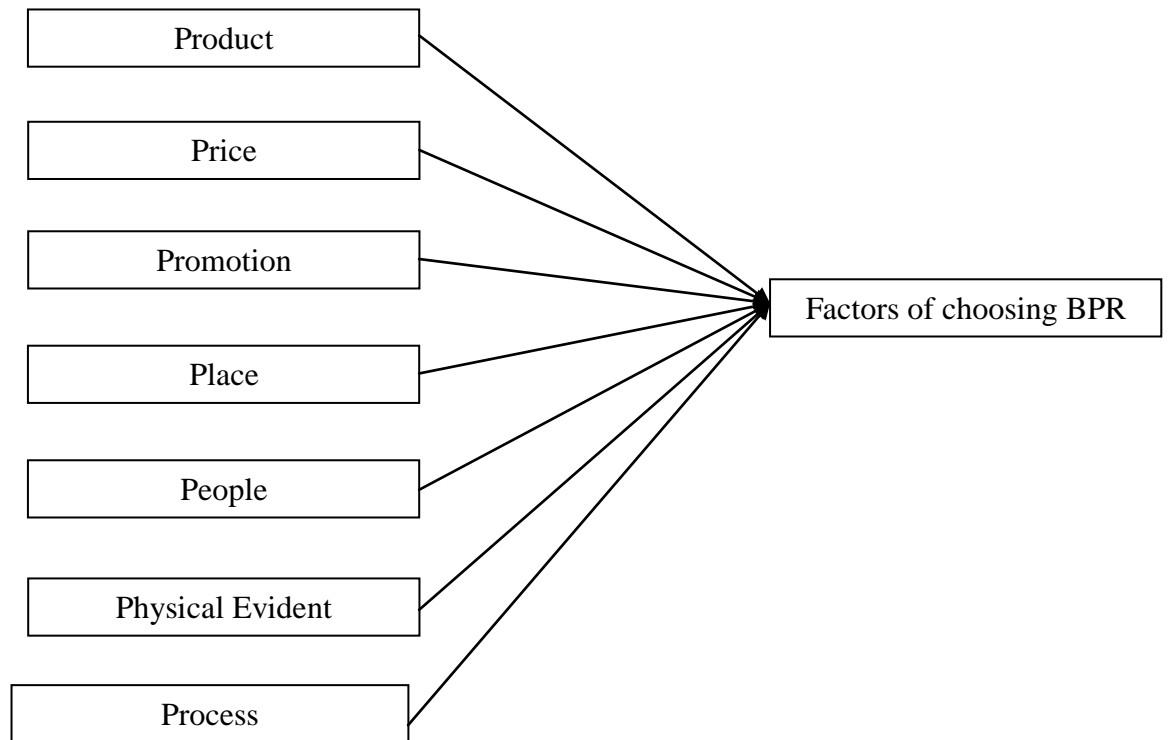 Product
Price
Promotion
Factors of choosing BPR
Place
People
Physical Evident
Process